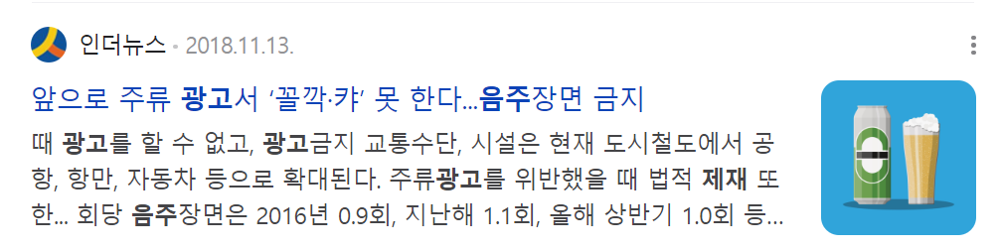 인더뉴스 · 2018.11.13.
앞으로 주류 광고서 ‘꼴깍·캬’ 못 한다...음주장면 금지
때 광고를 할 수 없고, 광고금지 교통수단, 시설은 현재 도시철도에서 공
항, 항만, 자동차 등으로 확대된다. 주류광고를 위반했을 때 법적 제재 또
한... 회당 음주장면은 2016년 0.9회, 지난해 1.1회, 올해 상반기 1.0회 등...